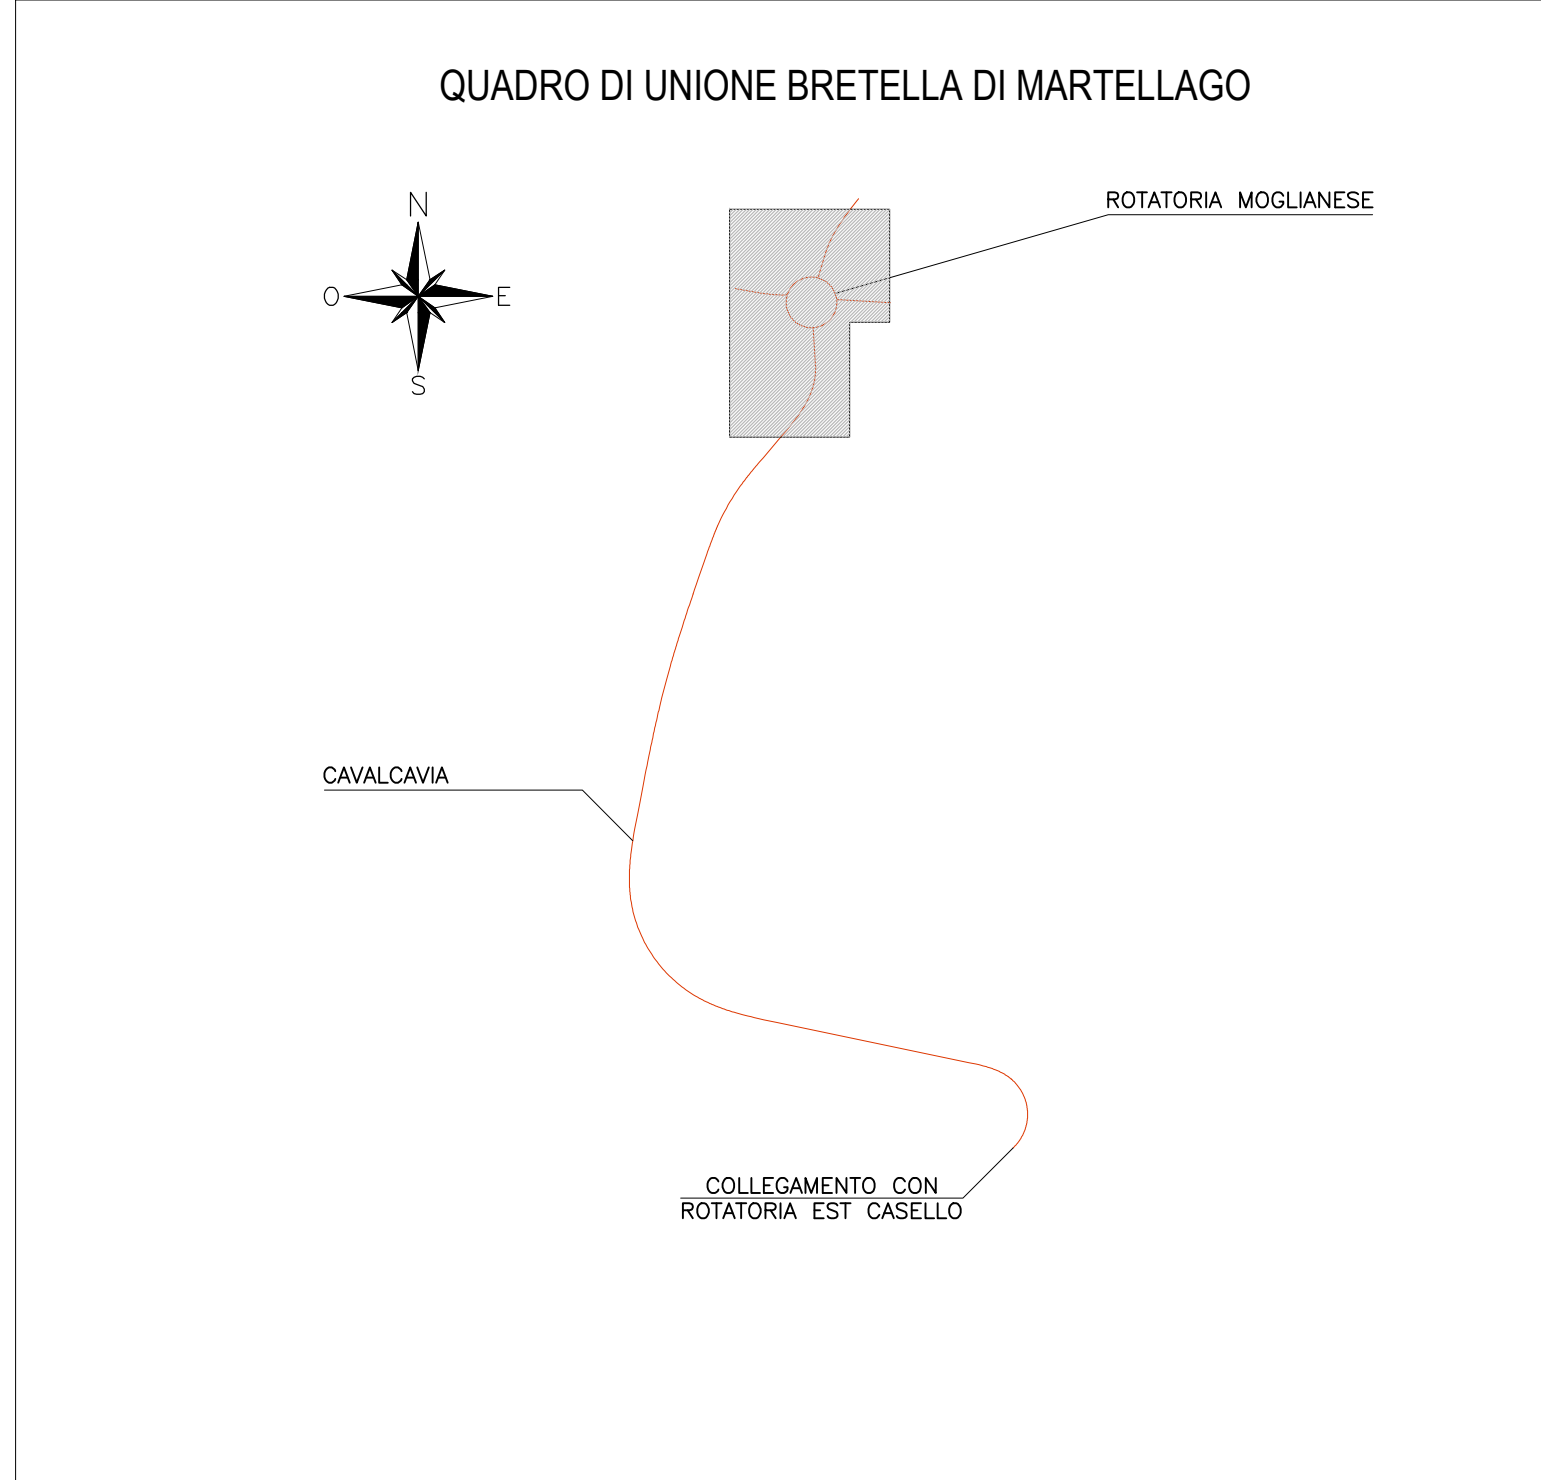 QUADRO DI UNIONE BRETELLA DI MARTELLAGO
N
O
E
S
ROTATORIA MOGLIANESE
CAVALCAVIA
COLLEGAMENTO CON
ROTATORIA EST CASELLO